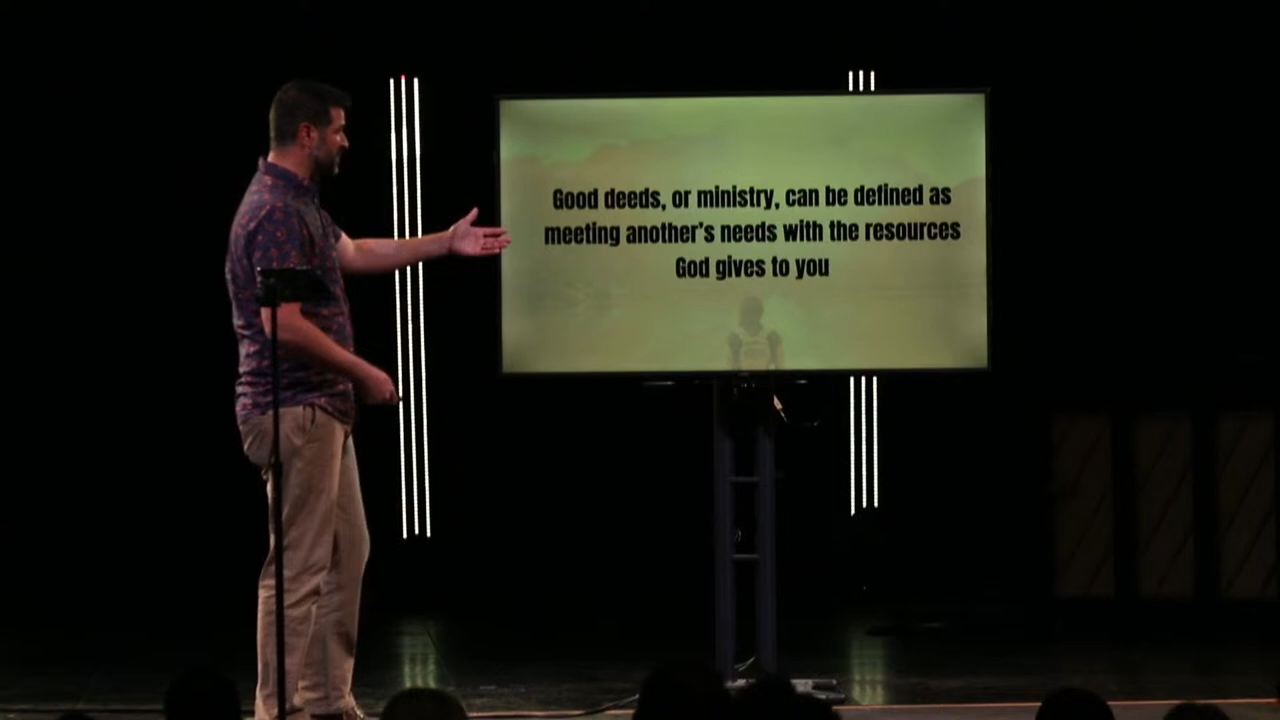 Good deeds, or ministry, can be defined as
meeting another's needs with the resources
God gives to you